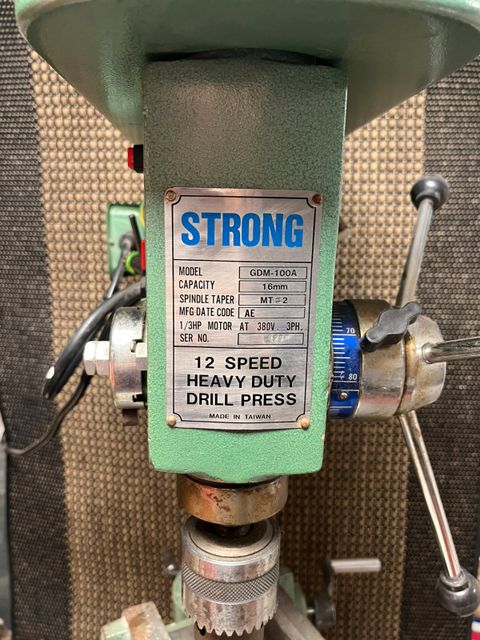 STRONG
MODEL GDM-100A
CAPACITY 16mm
SPINDLE TAPER MT#2
MFG DATE CODE AE
1/3HP MOTOR AT 380V 3PH.
SER NO.
12 SPEED
HEAVY DUTY
DRILL PRESS
MADE IN TAIWAN
70
80